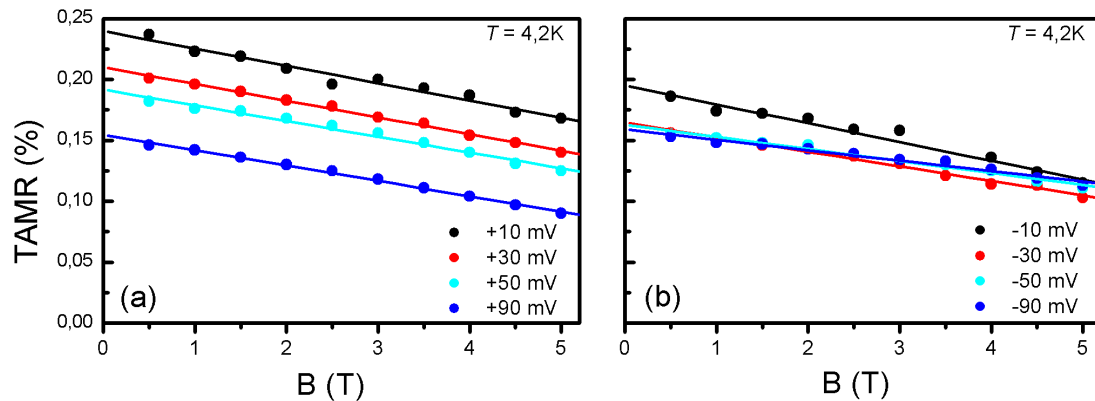 TAMR (%)
0,25
0,20
0,15
0,10
0,05
0,00
T = 4,2K
+10 mV
+30 mV
+50 mV
+90 mV
(a)
0 1 2 3 4 5
B (T)
T = 4,2K
-10 mV
-30 mV
-50 mV
-90 mV
(b)
0 1 2 3 4 5
B (T)